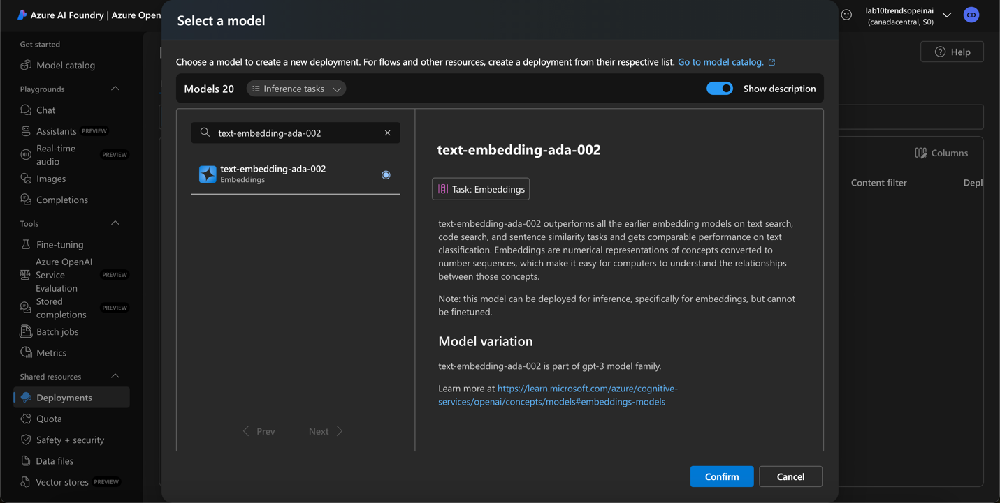 Azure AI Foundry | Azure Open
lab10trendsopeinai
(canadacentral, S0)
CD
Get started
Model catalog
Playgrounds
Chat
Assistants PREVIEW
Real-time
audio
PREVIEW
Images
Completions
Tools
Fine-tuning
Azure OpenAI
Service
Evaluation
PREVIEW
Stored
completions
PREVIEW
Batch jobs
Metrics
Shared resources
Deployments
Quota
Safety + security
Data files
Vector stores PREVIEW
Select a model
Choose a model to create a new deployment. For flows and other resources, create a deployment from their respective list. Go to model catalog.
Models 20
Inference tasks
Show description
text-embedding-ada-002
text-embedding-ada-002
Embeddings
Prev
Next
text-embedding-ada-002
Task: Embeddings
text-embedding-ada-002 outperforms all the earlier embedding models on text search,
code search, and sentence similarity tasks and gets comparable performance on text
classification. Embeddings are numerical representations of concepts converted to
number sequences, which make it easy for computers to understand the relationships
between those concepts.
Note: this model can be deployed for inference, specifically for embeddings, but cannot
be finetuned.
Model variation
text-embedding-ada-002 is part of gpt-3 model family.
Learn more at https://learn.microsoft.com/azure/cognitive-
services/openai/concepts/models#embeddings-models
Confirm
Cancel
Help
Columns
Content filter
Depl